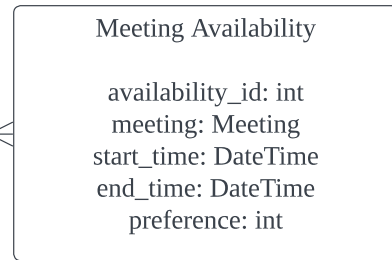 Meeting Availability
availability_id: int
meeting: Meeting
start_time: DateTime
end_time: DateTime
preference: int